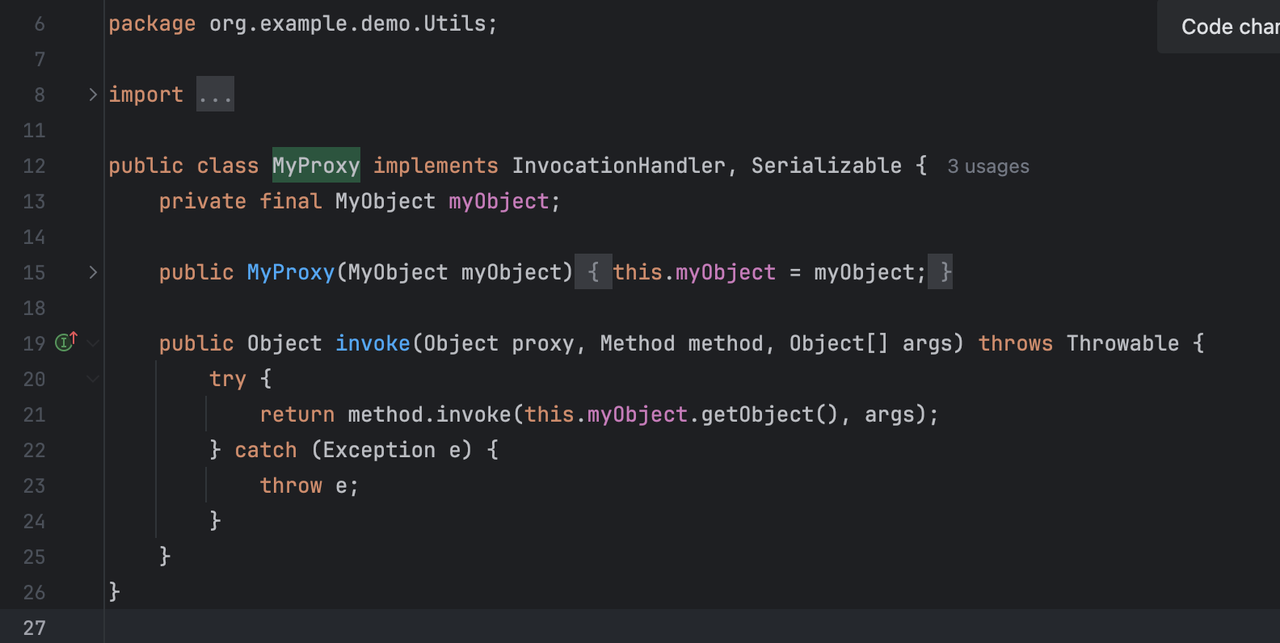 6 package org.example.demo.Utils;
Code char
7
8 import ...
11
12 public class MyProxy implements InvocationHandler, Serializable { 3 usages
13 private final MyObject myObject;
14
15 public MyProxy(MyObject myObject) { this.myObject = myObject; }
18
19 public Object invoke(Object proxy, Method method, Object[] args) throws Throwable {
20 try {
21 return method.invoke(this.myObject.getObject(), args);
22 } catch (Exception e) {
23 throw e;
24 }
25 }
26 }
27